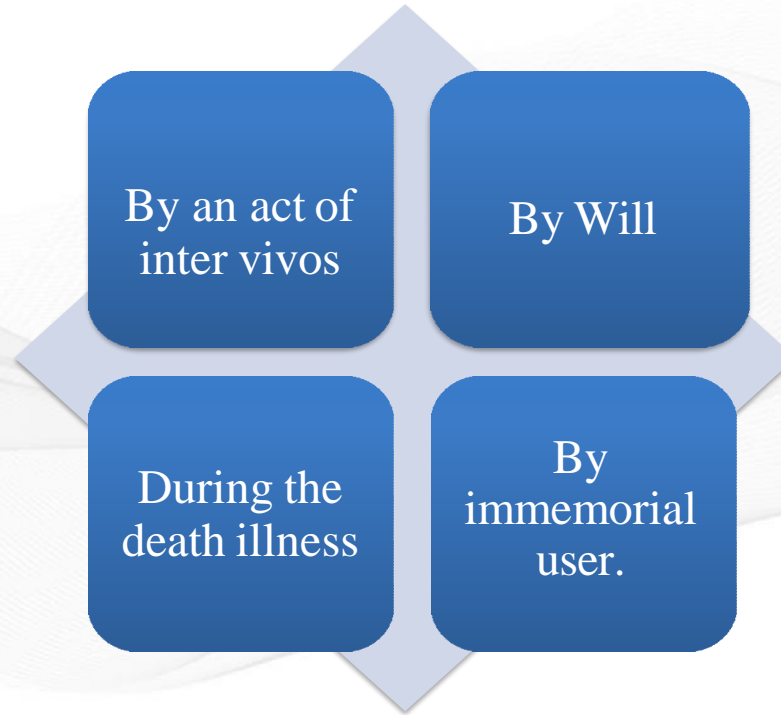 By an act of
inter vivos
By Will
During the
death illness
By
immemorial
user.